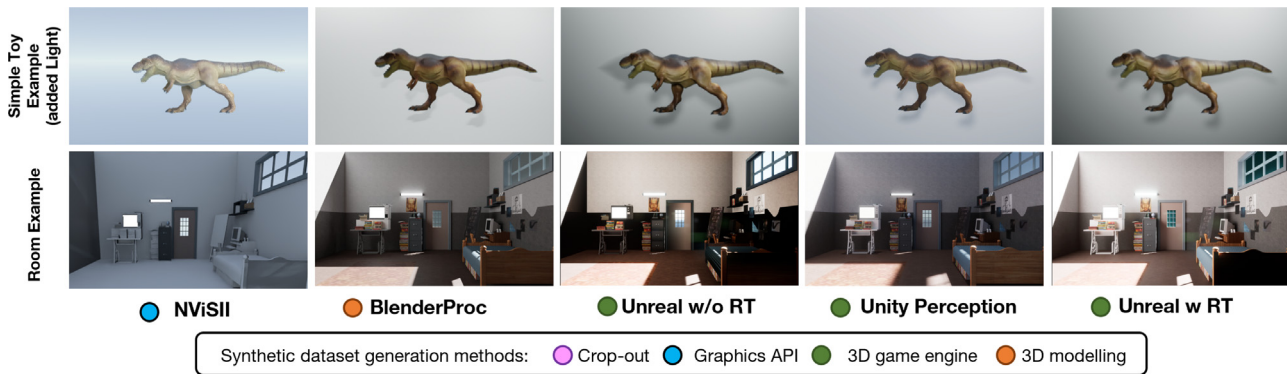 Simple Toy
Example
(added Light)
Room Example
NViSII
BlenderProc
Unreal w/o RT
Unity Perception
Unreal w RT
Synthetic dataset generation methods: Crop-out Graphics API 3D game engine 3D modelling